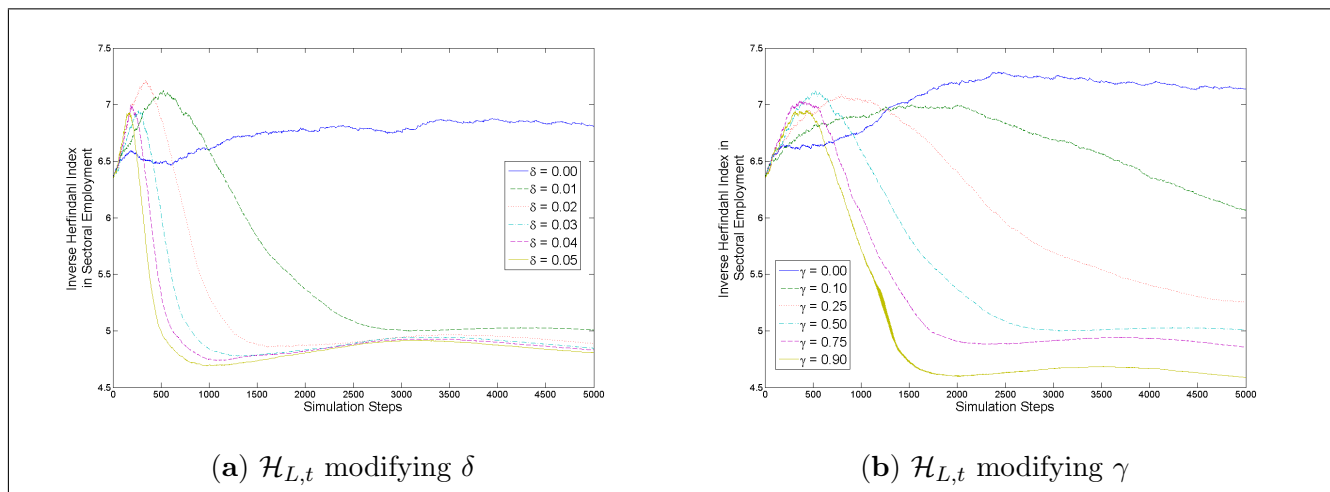 7.5
7
6.5
6
5.5
5
4.5
Inverse Herfindahl Index
in Sectoral Employment
δ = 0.00
δ = 0.01
δ = 0.02
δ = 0.03
δ = 0.04
δ = 0.05
0 500 1000 1500 2000 2500 3000 3500 4000 4500 5000
Simulation Steps
(a) ℋL,t modifying δ
7.5
7
6.5
6
5.5
5
4.5
Inverse Herfindahl Index in
Sectoral Employment
γ = 0.00
γ = 0.10
γ = 0.25
γ = 0.50
γ = 0.75
γ = 0.90
0 500 1000 1500 2000 2500 3000 3500 4000 4500 5000
Simulation Steps
(b) ℋL,t modifying γ